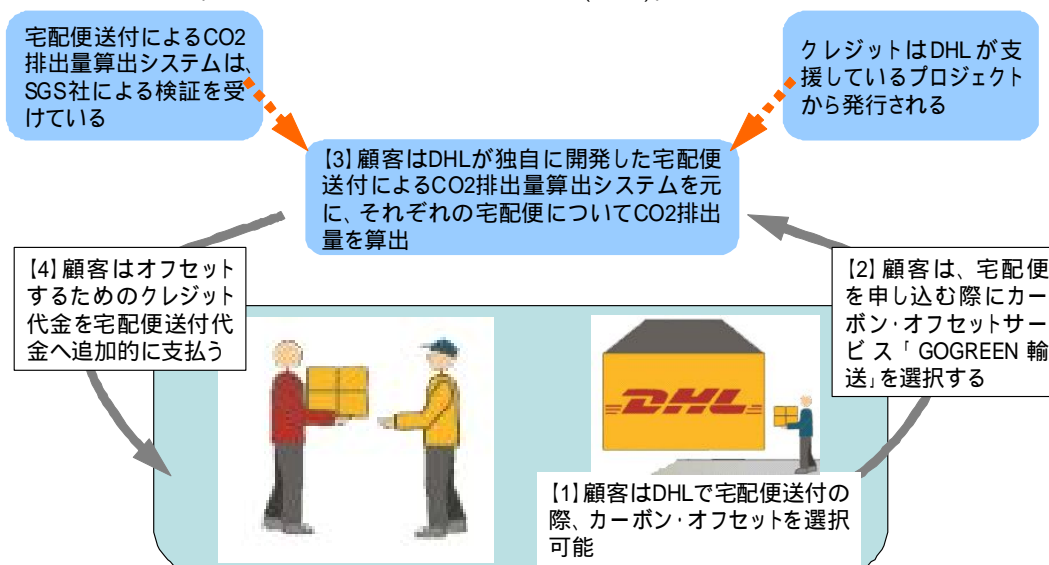 宅配便送付によるCO2
排出量算出システムは、
SGS社による検証を受
けている
クレジットはDHLが支
援しているプロジェクト
から発行される
【3】顧客はDHLが独自に開発した宅配便
送付によるCO2排出量算出システムを元
に、それぞれの宅配便についてCO2排出
量を算出
【4】顧客はオフセット
するためのクレジット
代金を宅配便送付代
金へ追加的に支払う
【2】顧客は、宅配便
を申し込む際にカー
ボン・オフセットサー
ビス「GOGREEN輸
送」を選択する
DHL
【1】顧客はDHLで宅配便送付の
際、カーボン・オフセットを選択
可能